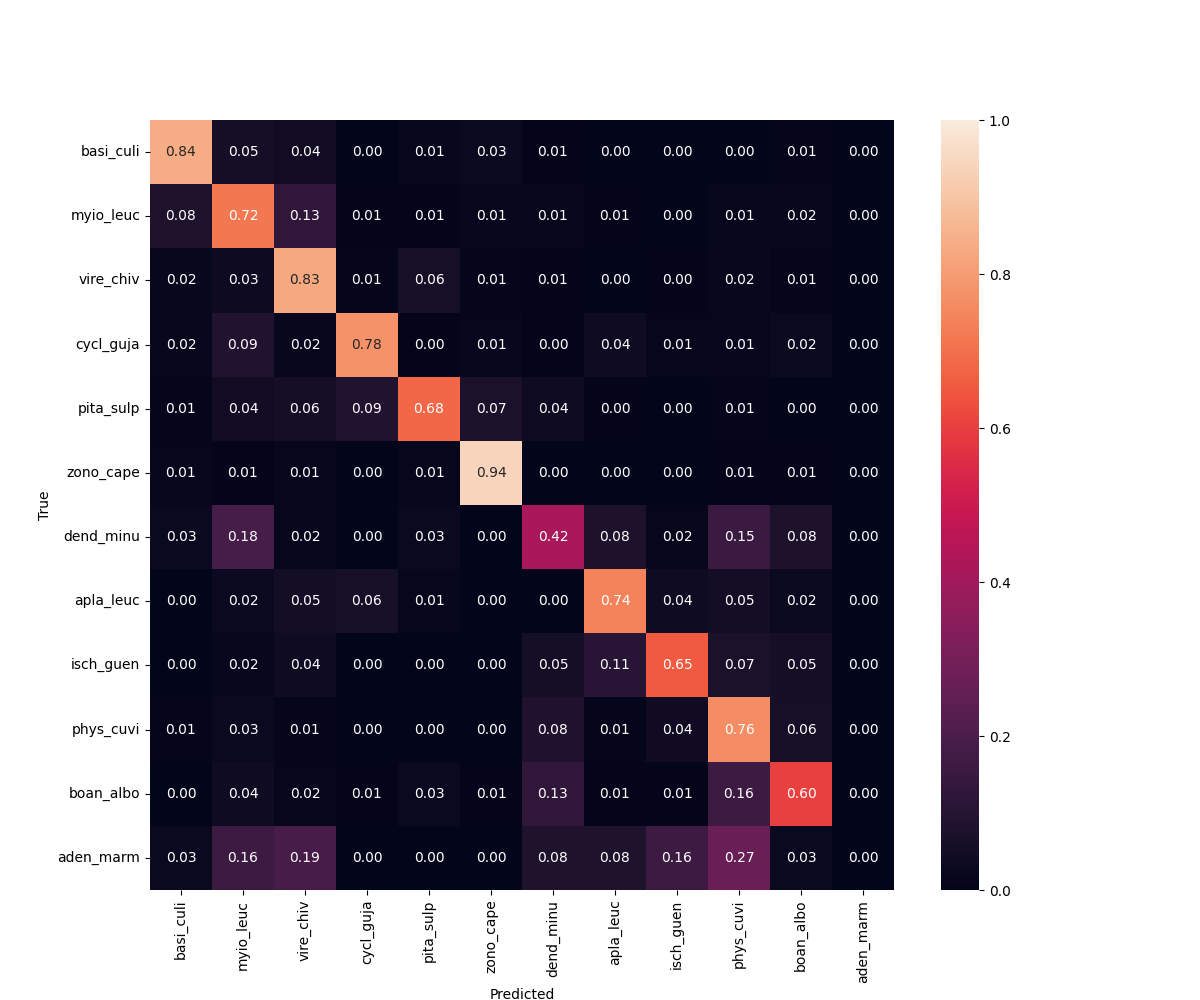 basi_culi 0.84 0.05 0.04 0.00 0.01 0.03 0.01 0.00 0.00 0.00 0.01 0.00
myio_leuc 0.08 0.72 0.13 0.01 0.01 0.01 0.01 0.01 0.00 0.01 0.02 0.00
vire_chiv 0.02 0.03 0.83 0.01 0.06 0.01 0.01 0.00 0.00 0.02 0.01 0.00
cycl_guja 0.02 0.09 0.02 0.78 0.00 0.01 0.00 0.04 0.01 0.01 0.02 0.00
pita_sulp 0.01 0.04 0.06 0.09 0.68 0.07 0.04 0.00 0.00 0.01 0.00 0.00
zono_cape 0.01 0.01 0.01 0.00 0.01 0.94 0.00 0.00 0.00 0.01 0.01 0.00
dend_minu 0.03 0.18 0.02 0.00 0.03 0.00 0.42 0.08 0.02 0.15 0.08 0.00
apla_leuc 0.00 0.02 0.05 0.06 0.01 0.00 0.00 0.74 0.04 0.05 0.02 0.00
isch_guen 0.00 0.02 0.04 0.00 0.00 0.00 0.05 0.11 0.65 0.07 0.05 0.00
phys_cuvi 0.01 0.03 0.01 0.00 0.00 0.00 0.08 0.01 0.04 0.76 0.06 0.00
boan_albo 0.00 0.04 0.02 0.01 0.03 0.01 0.13 0.01 0.01 0.16 0.60 0.00
aden_marm 0.03 0.16 0.19 0.00 0.00 0.00 0.08 0.08 0.16 0.27 0.03 0.00
True
basi_culi myio_leuc vire_chiv cycl_guja pita_sulp zono_cape dend_minu apla_leuc isch_guen phys_cuvi boan_albo aden_marm
Predicted
1.0
0.8
0.6
0.4
0.2
0.0